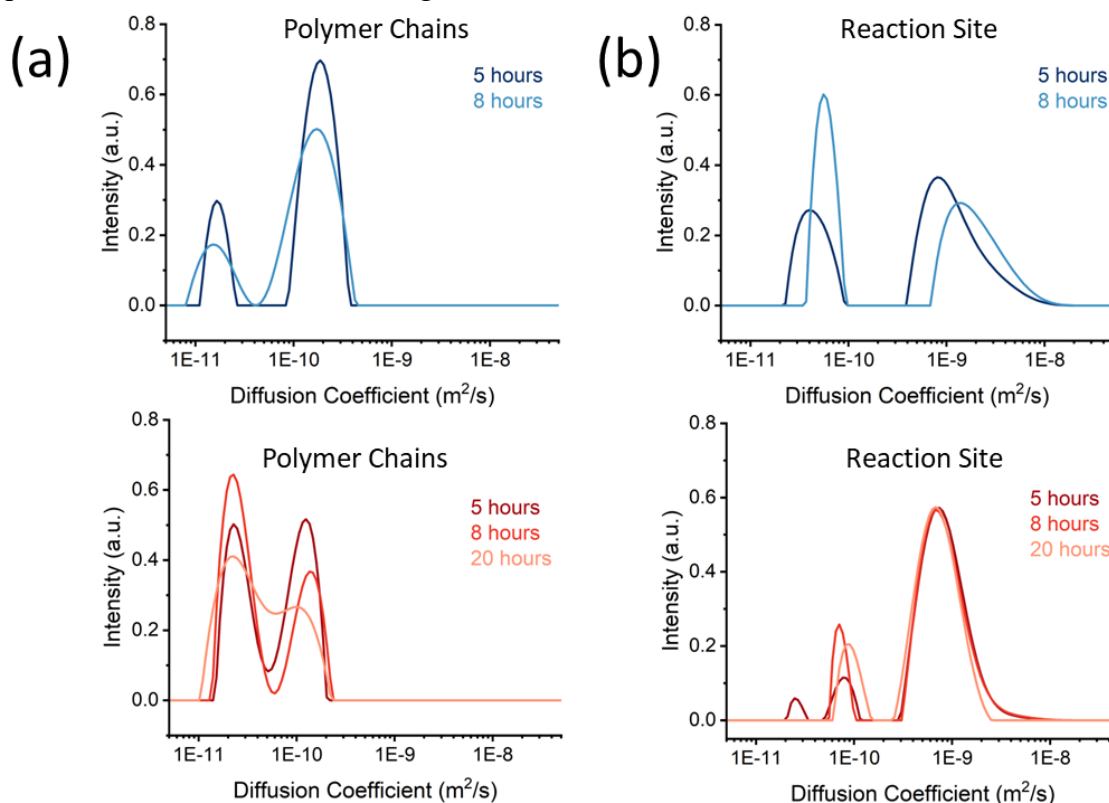 (a)
Polymer Chains
5 hours
8 hours
Intensity (a.u.)
0.8
0.6
0.4
0.2
0.0
1E-11 1E-10 1E-9 1E-8
Diffusion Coefficient (m²/s)
(b)
Reaction Site
5 hours
8 hours
Intensity (a.u.)
0.8
0.6
0.4
0.2
0.0
1E-11 1E-10 1E-9 1E-8
Diffusion Coefficient (m²/s)
Polymer Chains
5 hours
8 hours
20 hours
Intensity (a.u.)
0.8
0.6
0.4
0.2
0.0
1E-11 1E-10 1E-9 1E-8
Diffusion Coefficient (m²/s)
Reaction Site
5 hours
8 hours
20 hours
Intensity (a.u.)
0.8
0.6
0.4
0.2
0.0
1E-11 1E-10 1E-9 1E-8
Diffusion Coefficient (m²/s)